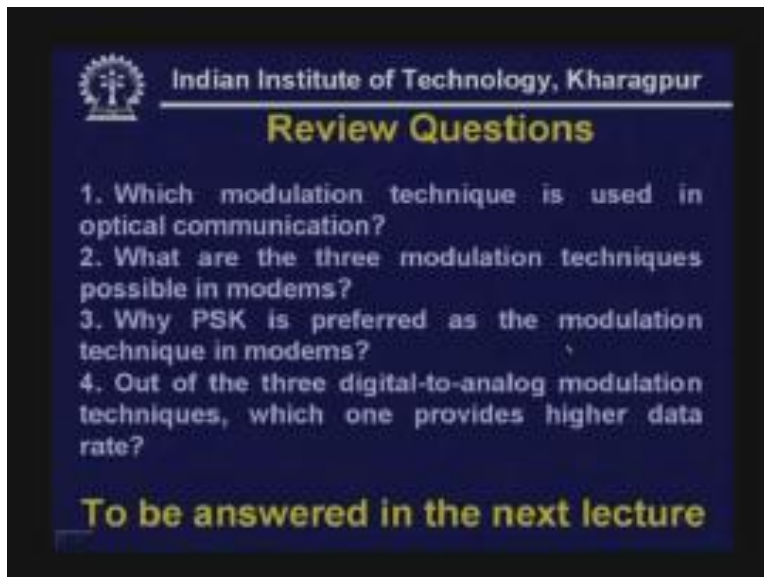 Indian Institute of Technology, Kharagpur
Review Questions
1. Which modulation technique is used in
optical communication?
2. What are the three modulation techniques
possible in modems?
3. Why PSK is preferred as the modulation
technique in modems?
4. Out of the three digital-to-analog modulation
techniques, which one provides higher data
rate?
To be answered in the next lecture